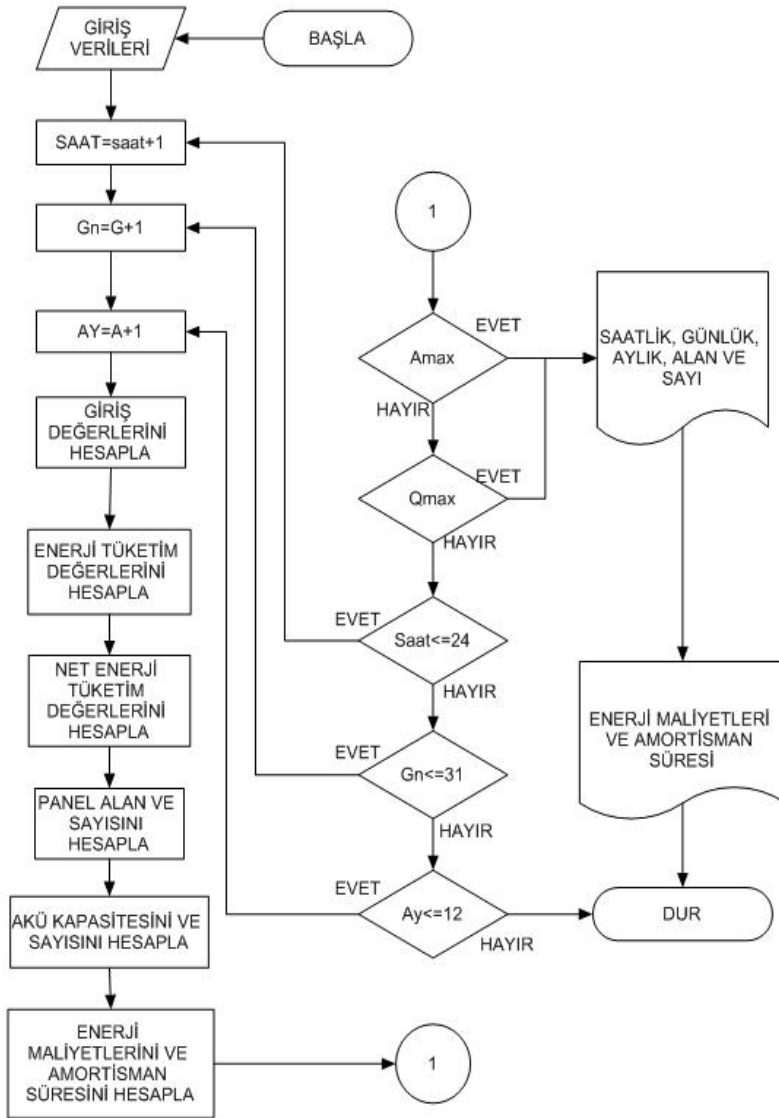 GİRİŞ
VERİLERİ
BAŞLA
SAAT=saat+1
Gn=G+1
AY=A+1
GİRİŞ
DEĞERLERİNİ
HESAPLA
ENERJİ TÜKETİM
DEĞERLERİNİ
HESAPLA
NET ENERJİ
TÜKETİM
DEĞERLERİNİ
HESAPLA
PANEL ALAN VE
SAYISINI
HESAPLA
AKÜ KAPASİTESİNİ VE
SAYISINI HESAPLA
ENERJİ
MALİYETLERİNİ VE
AMORTİSMAN
SÜRESİNİ HESAPLA
1
1
Amax
EVET
HAYIR
Qmax
EVET
HAYIR
Saat<=24
EVET
HAYIR
Gn<=31
EVET
HAYIR
Ay<=12
EVET
HAYIR
SAATLİK, GÜNLÜK,
AYLIK, ALAN VE
SAYI
ENERJİ MALİYETLERİ
VE AMORTİSMAN
SÜRESİ
DUR